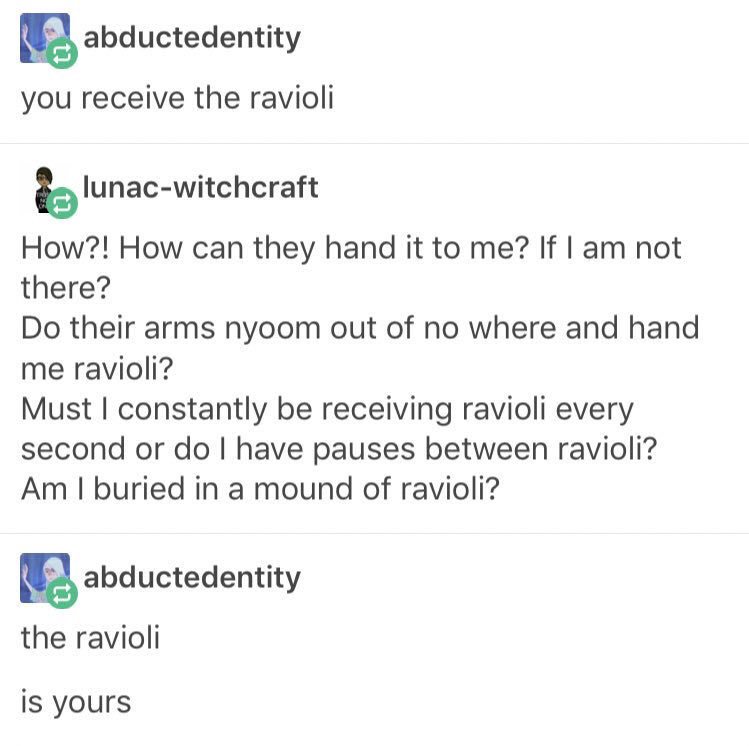 abductedentity
you receive the ravioli
lunac-witchcraft
How?! How can they hand it to me? If I am not
there?
Do their arms nyoom out of no where and hand
me ravioli?
Must I constantly be receiving ravioli every
second or do I have pauses between ravioli?
Am I buried in a mound of ravioli?
abductedentity
the ravioli
is yours